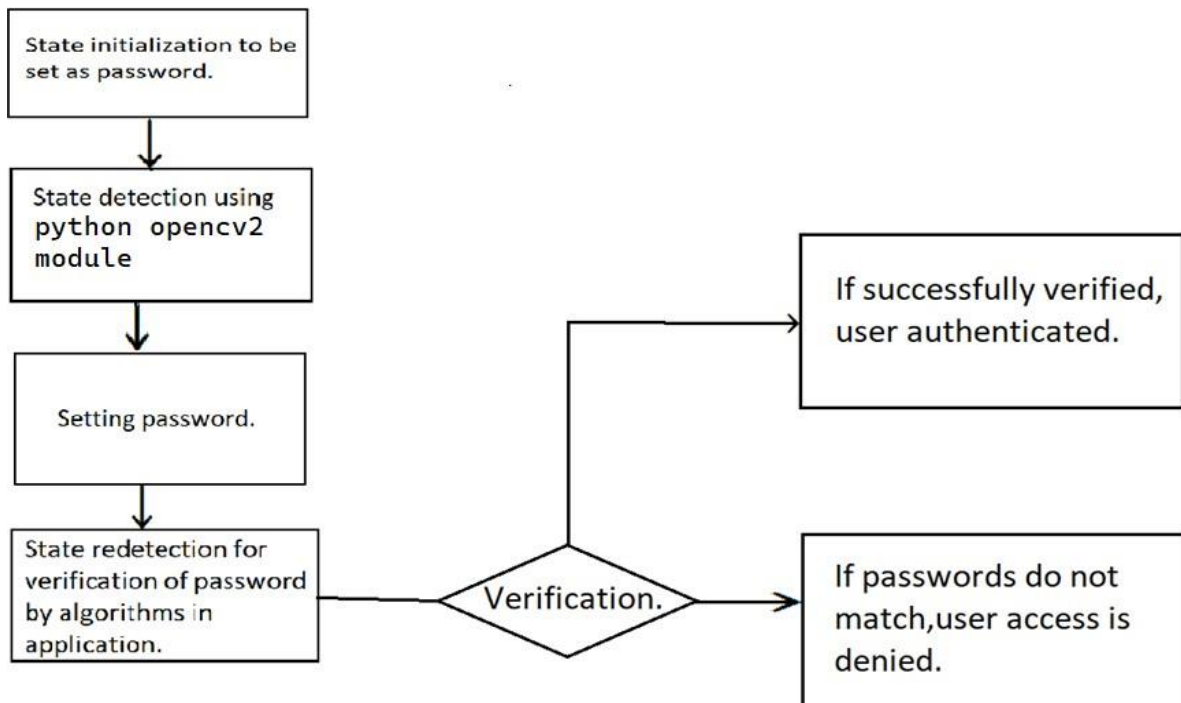 State initialization to be
set as password.
State detection using
python opencv2
module
Setting password.
State redetection for
verification of password
by algorithms in
application.
Verification.
If successfully verified,
user authenticated.
If passwords do not
match,user access is
denied.